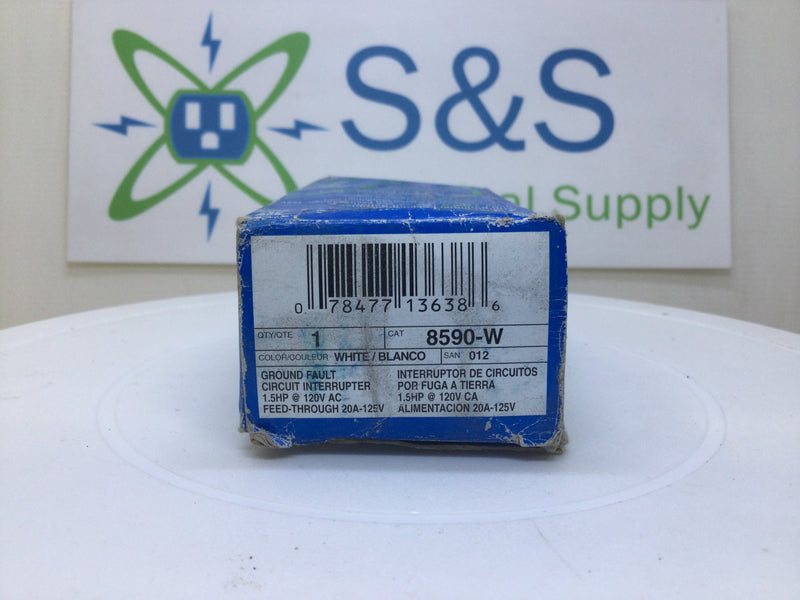 S&S
Supply
0 78477 13638 6
QTY/QTE 1 CAT 8590-W
COLOR/COULEUR WHITE / BLANCO SAN 012
GROUND FAULT
CIRCUIT INTERRUPTER
1.5HP @ 120V AC
FEED-THROUGH 20A-125V
INTERRUPTOR DE CIRCUITOS
POR FUGA A TIERRA
1.5HP @ 120V CA
ALIMENTACION 20A-125V